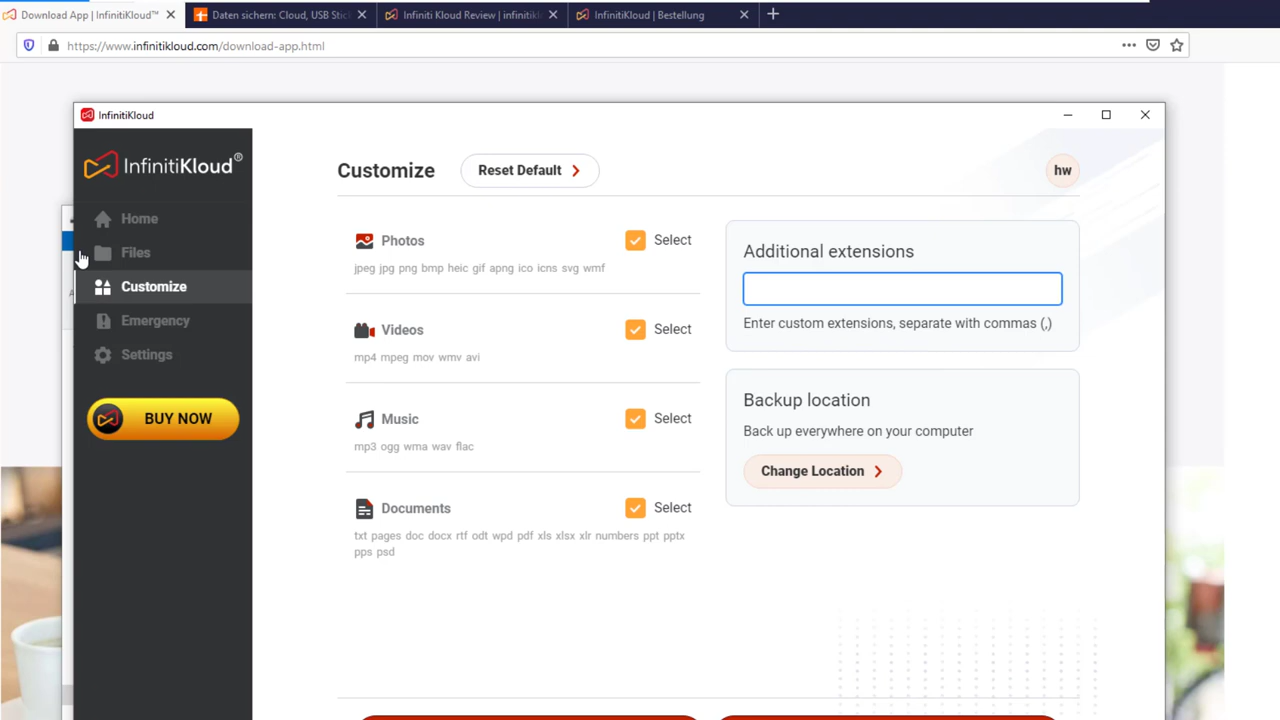 Download App | InfinitiKloud™
Daten sichern: Cloud, USB Stic
Infiniti Kloud Review | infinitikl
InfinitiKloud | Bestellung
https://www.infinitikloud.com/download-app.html
InfinitiKloud
InfinitiKloud®
Home
Files
Customize
Emergency
Settings
BUY NOW
Customize
Reset Default
hw
Photos
Select
jpeg jpg png bmp heic gif apng ico icns svg wmf
Videos
Select
mp4 mpeg mov wmv avi
Music
Select
mp3 ogg wma wav flac
Documents
Select
txt pages doc docx rtf odt wpd pdf xls xlsx xlr numbers ppt pptx
pps psd
Additional extensions
Enter custom extensions, separate with commas (,)
Backup location
Back up everywhere on your computer
Change Location